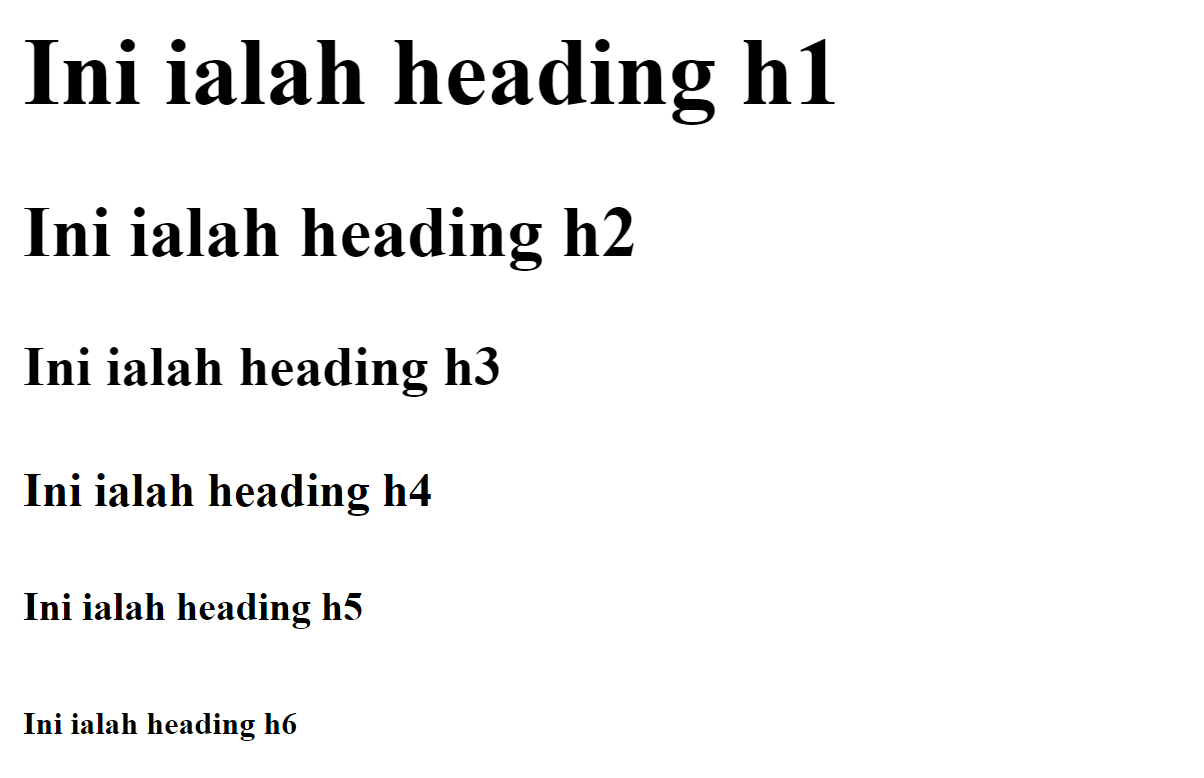 Ini ialah heading h1
Ini ialah heading h2
Ini ialah heading h3
Ini ialah heading h4
Ini ialah heading h5
Ini ialah heading h6